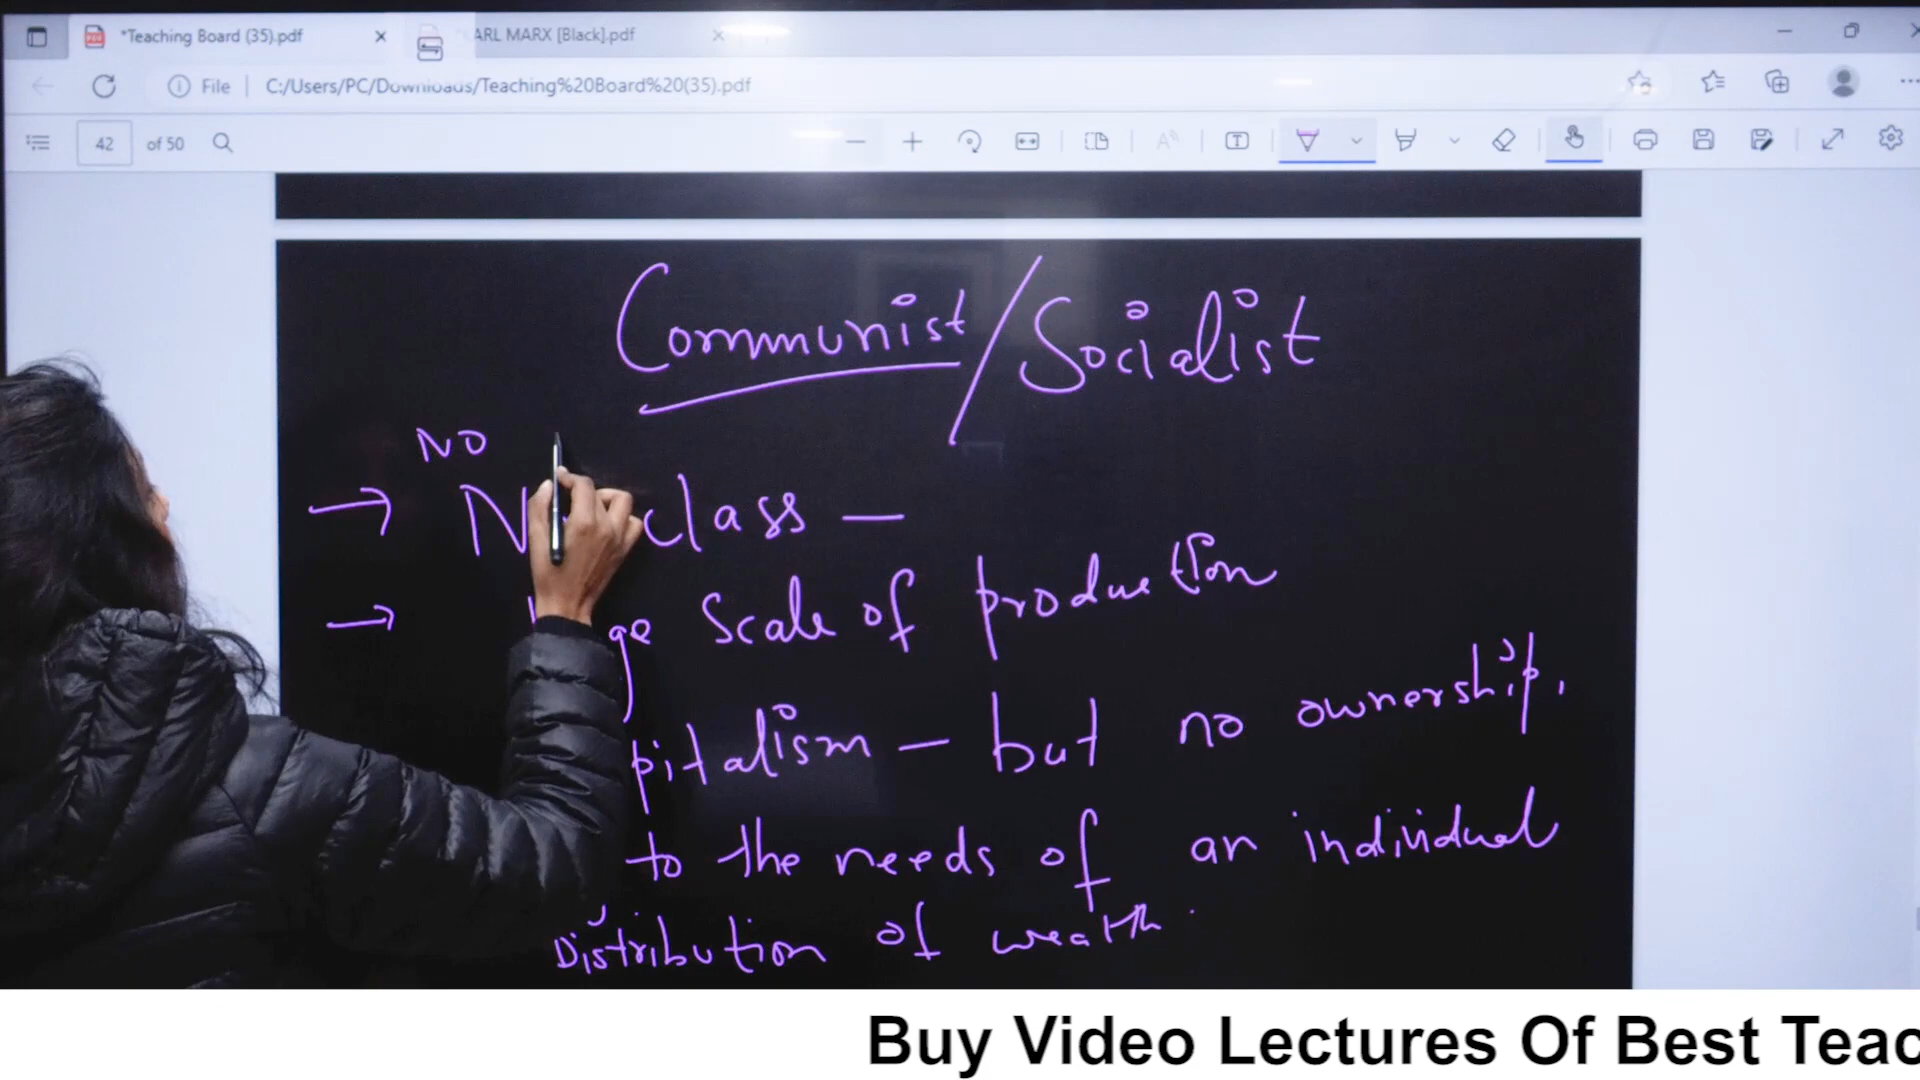 *Teaching Board (35).pdf
ARL MARX [Black].pdf
File
C:/Users/PC/Downloads/Teaching%20Board%20(35).pdf
42 of 50
Communist/Socialist
NO
→ class —
→ ge Scale of production
pitalism — but no ownership.
to the needs of an individual
Distribution of wealth.
Buy Video Lectures Of Best Teac